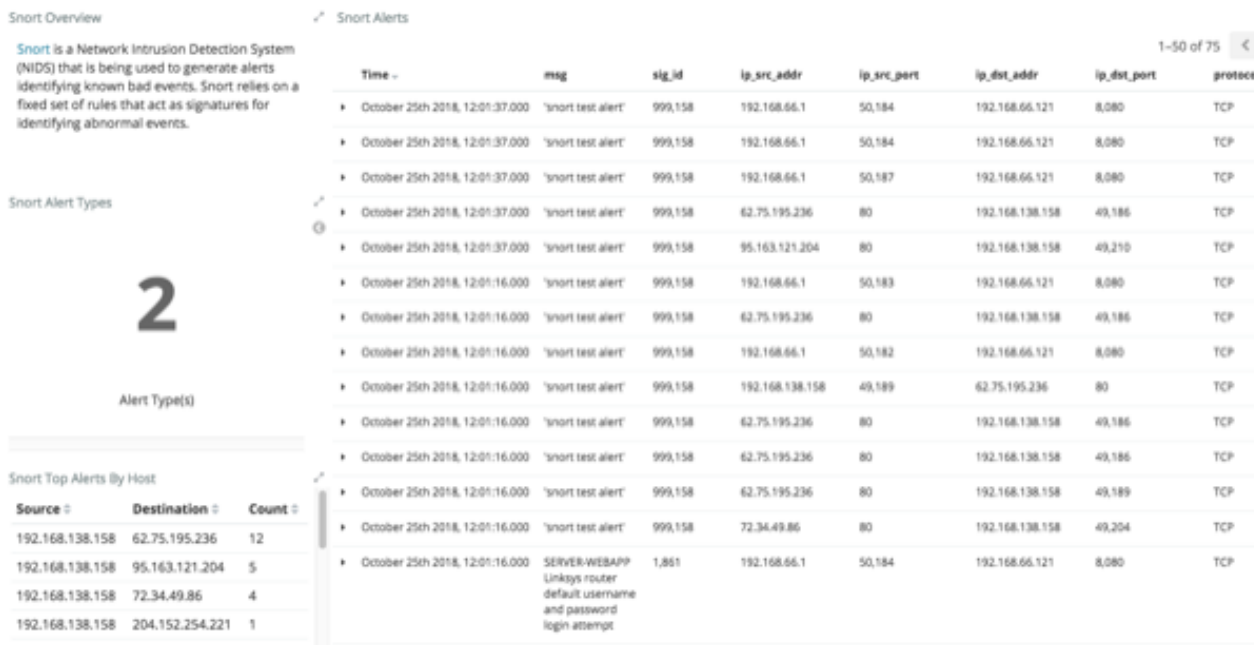 Snort Overview
Snort is a Network Intrusion Detection System
(NIDS) that is being used to generate alerts
identifying known bad events. Snort relies on a
fixed set of rules that act as signatures for
identifying abnormal events.
Snort Alert Types
2
Alert Type(s)
Snort Top Alerts By Host
Source Destination Count
192.168.138.158 62.75.195.236 12
192.168.138.158 95.163.121.204 5
192.168.138.158 72.34.49.86 4
192.168.138.158 204.152.254.221 1
Snort Alerts
1–50 of 75
Time msg sig_id ip_src_addr ip_src_port ip_dst_addr ip_dst_port protoco
October 25th 2018, 12:01:37.000 'snort test alert' 999,158 192.168.66.1 50,184 192.168.66.121 8,080 TCP
October 25th 2018, 12:01:37.000 'snort test alert' 999,158 192.168.66.1 50,184 192.168.66.121 8,080 TCP
October 25th 2018, 12:01:37.000 'snort test alert' 999,158 192.168.66.1 50,187 192.168.66.121 8,080 TCP
October 25th 2018, 12:01:37.000 'snort test alert' 999,158 62.75.195.236 80 192.168.138.158 49,186 TCP
October 25th 2018, 12:01:37.000 'snort test alert' 999,158 95.163.121.204 80 192.168.138.158 49,210 TCP
October 25th 2018, 12:01:16.000 'snort test alert' 999,158 192.168.66.1 50,183 192.168.66.121 8,080 TCP
October 25th 2018, 12:01:16.000 'snort test alert' 999,158 62.75.195.236 80 192.168.138.158 49,186 TCP
October 25th 2018, 12:01:16.000 'snort test alert' 999,158 192.168.66.1 50,182 192.168.66.121 8,080 TCP
October 25th 2018, 12:01:16.000 'snort test alert' 999,158 192.168.138.158 49,189 62.75.195.236 80 TCP
October 25th 2018, 12:01:16.000 'snort test alert' 999,158 62.75.195.236 80 192.168.138.158 49,186 TCP
October 25th 2018, 12:01:16.000 'snort test alert' 999,158 62.75.195.236 80 192.168.138.158 49,186 TCP
October 25th 2018, 12:01:16.000 'snort test alert' 999,158 62.75.195.236 80 192.168.138.158 49,189 TCP
October 25th 2018, 12:01:16.000 'snort test alert' 999,158 72.34.49.86 80 192.168.138.158 49,204 TCP
October 25th 2018, 12:01:16.000 SERVER-WEBAPP 1,861 192.168.66.1 50,184 192.168.66.121 8,080 TCP
Linksys router
default username
and password
login attempt